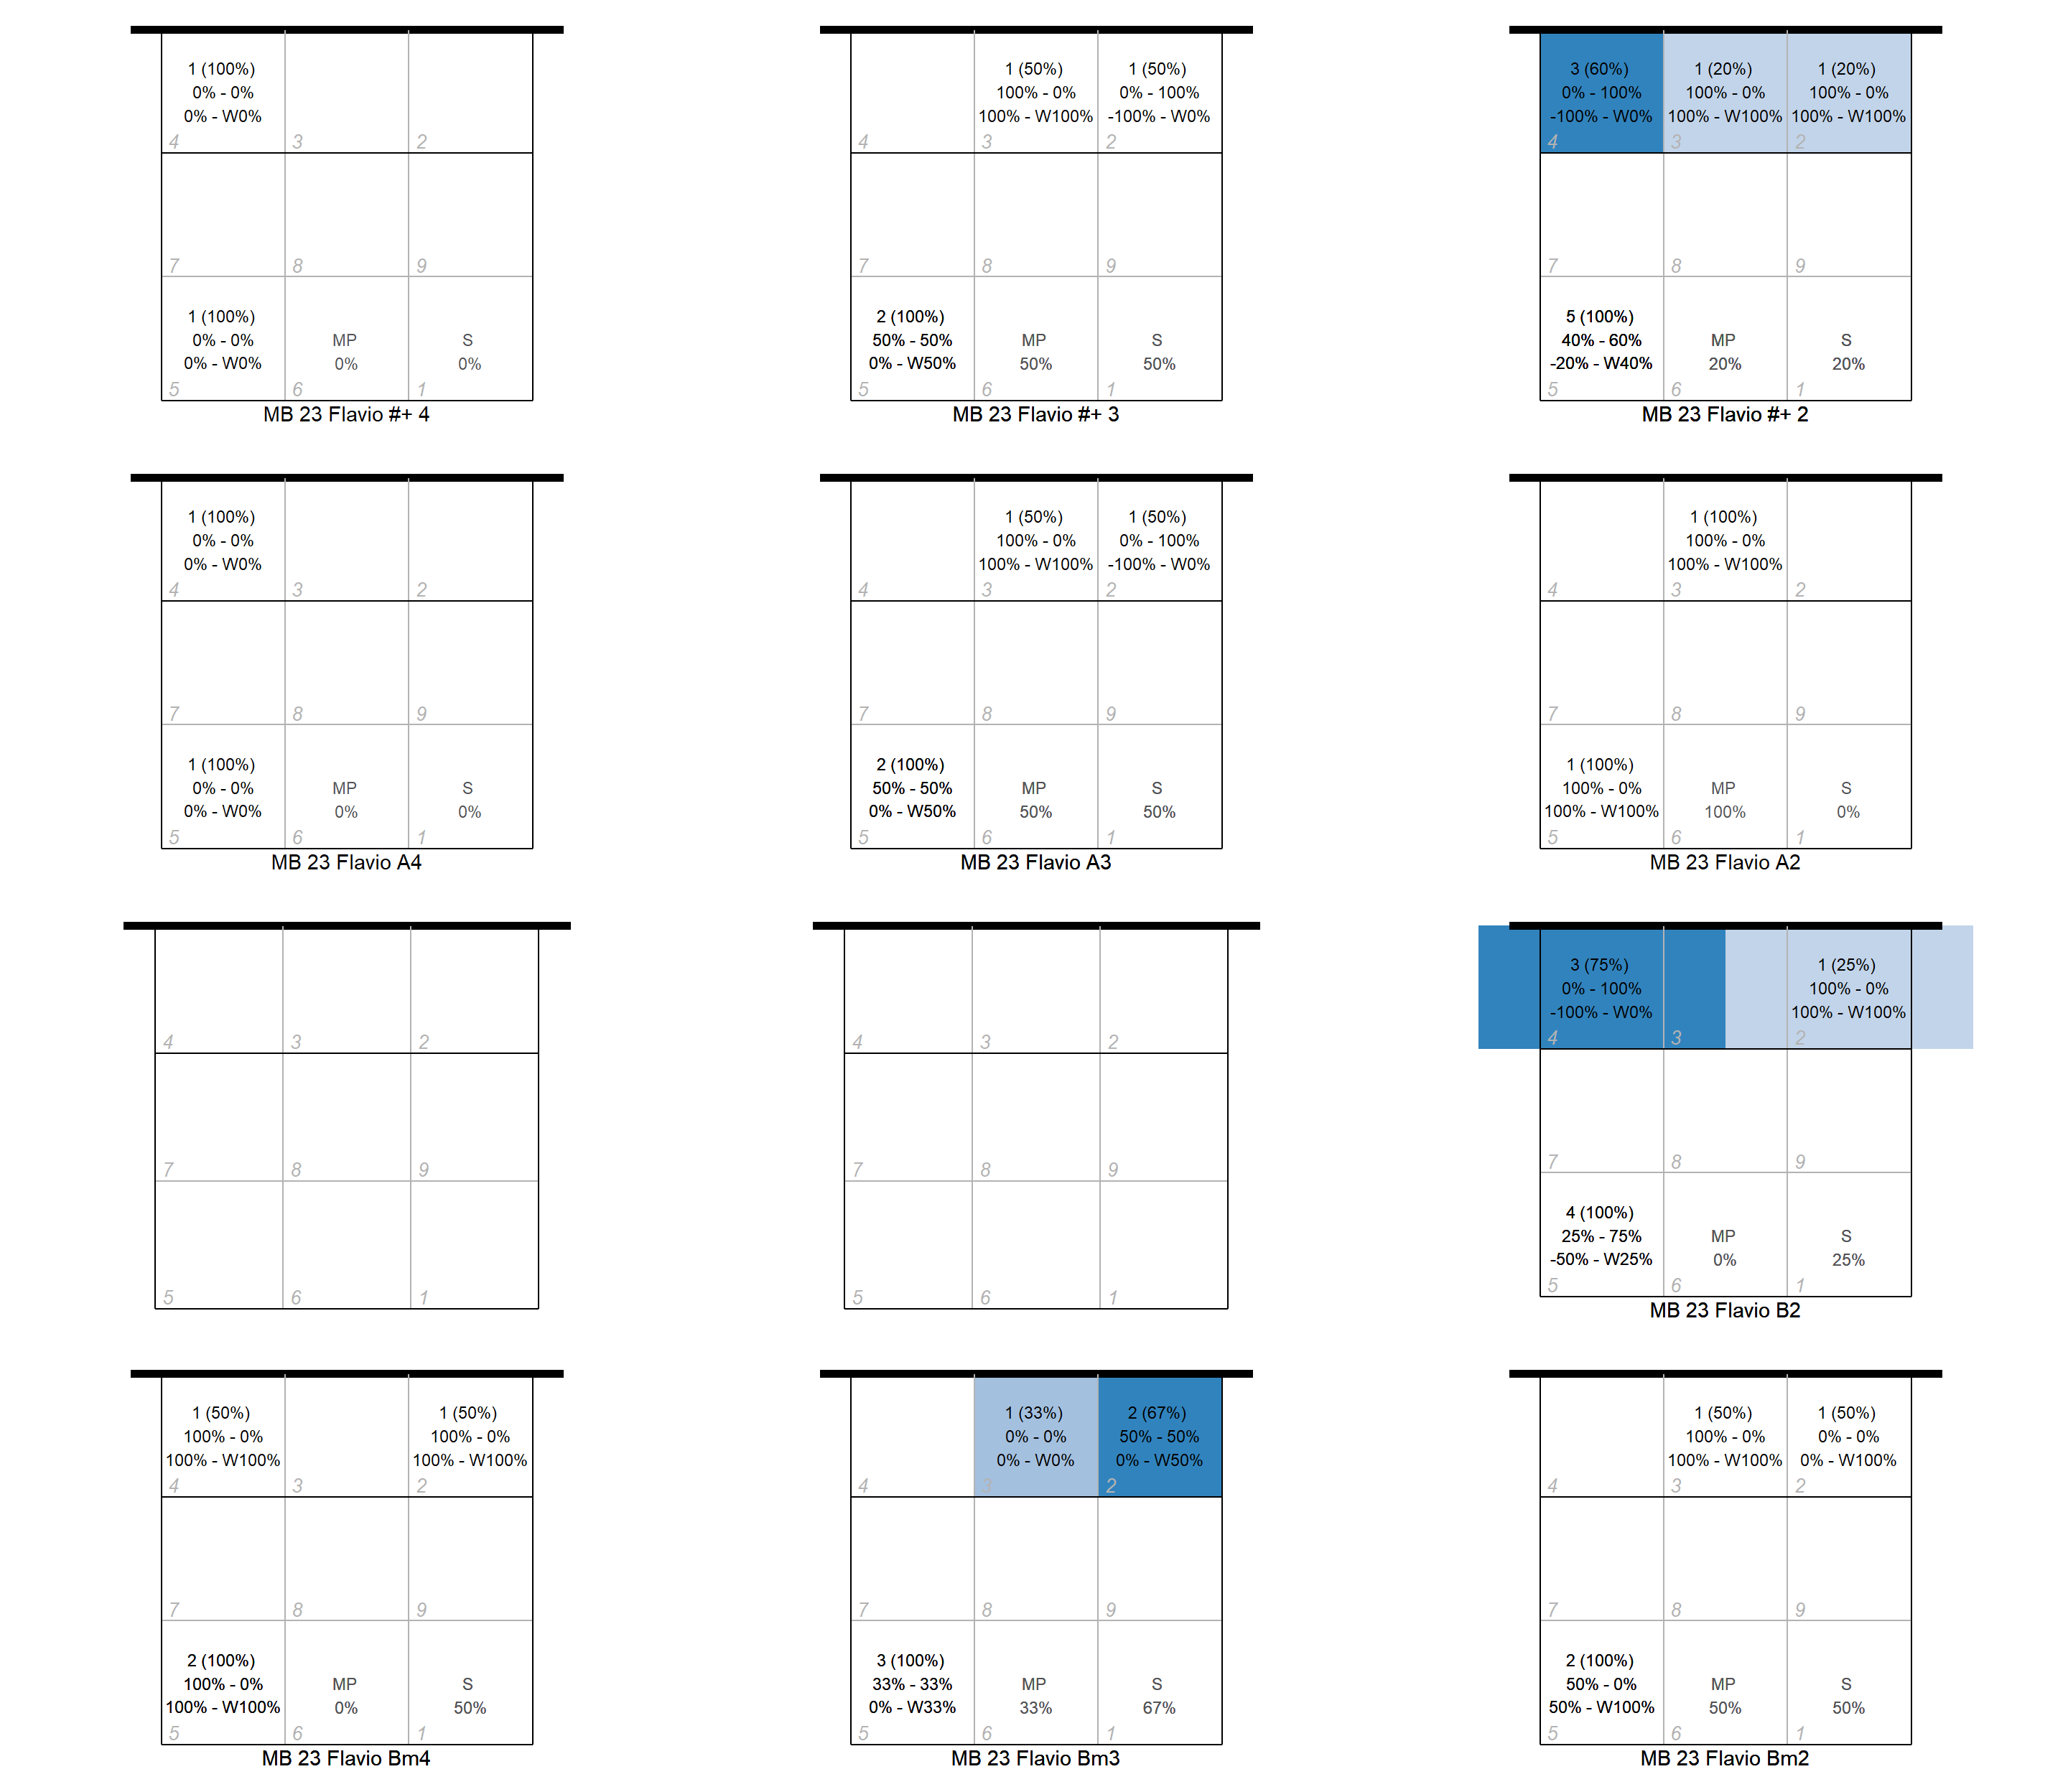 1 (100%)
0% - 0%
0% - W0%
4
3
2
7
8
9
1 (100%)
0% - 0%
0% - W0%
MP
0%
S
0%
5
6
1
MB 23 Flavio #+ 4
1 (50%)
100% - 0%
100% - W100%
1 (50%)
0% - 100%
-100% - W0%
4
3
2
7
8
9
2 (100%)
50% - 50%
0% - W50%
MP
50%
S
50%
5
6
1
MB 23 Flavio #+ 3
3 (60%)
0% - 100%
-100% - W0%
1 (20%)
100% - 0%
100% - W100%
1 (20%)
100% - 0%
100% - W100%
4
3
2
7
8
9
5 (100%)
40% - 60%
-20% - W40%
MP
20%
S
20%
5
6
1
MB 23 Flavio #+ 2
1 (100%)
0% - 0%
0% - W0%
4
3
2
7
8
9
1 (100%)
0% - 0%
0% - W0%
MP
0%
S
0%
5
6
1
MB 23 Flavio A4
1 (50%)
100% - 0%
100% - W100%
1 (50%)
0% - 100%
-100% - W0%
4
3
2
7
8
9
2 (100%)
50% - 50%
0% - W50%
MP
50%
S
50%
5
6
1
MB 23 Flavio A3
1 (100%)
100% - 0%
100% - W100%
4
3
2
7
8
9
1 (100%)
100% - 0%
100% - W100%
MP
100%
S
0%
5
6
1
MB 23 Flavio A2
4
3
2
7
8
9
5
6
1
4
3
2
7
8
9
5
6
1
3 (75%)
0% - 100%
-100% - W0%
1 (25%)
100% - 0%
100% - W100%
4
3
2
7
8
9
4 (100%)
25% - 75%
-50% - W25%
MP
0%
S
25%
5
6
1
MB 23 Flavio B2
1 (50%)
100% - 0%
100% - W100%
1 (50%)
100% - 0%
100% - W100%
4
3
2
7
8
9
2 (100%)
100% - 0%
100% - W100%
MP
0%
S
50%
5
6
1
MB 23 Flavio Bm4
1 (33%)
0% - 0%
0% - W0%
2 (67%)
50% - 50%
0% - W50%
4
3
2
7
8
9
3 (100%)
33% - 33%
0% - W33%
MP
33%
S
67%
5
6
1
MB 23 Flavio Bm3
1 (50%)
100% - 0%
100% - W100%
1 (50%)
0% - 0%
0% - W100%
4
3
2
7
8
9
2 (100%)
50% - 0%
50% - W100%
MP
50%
S
50%
5
6
1
MB 23 Flavio Bm2